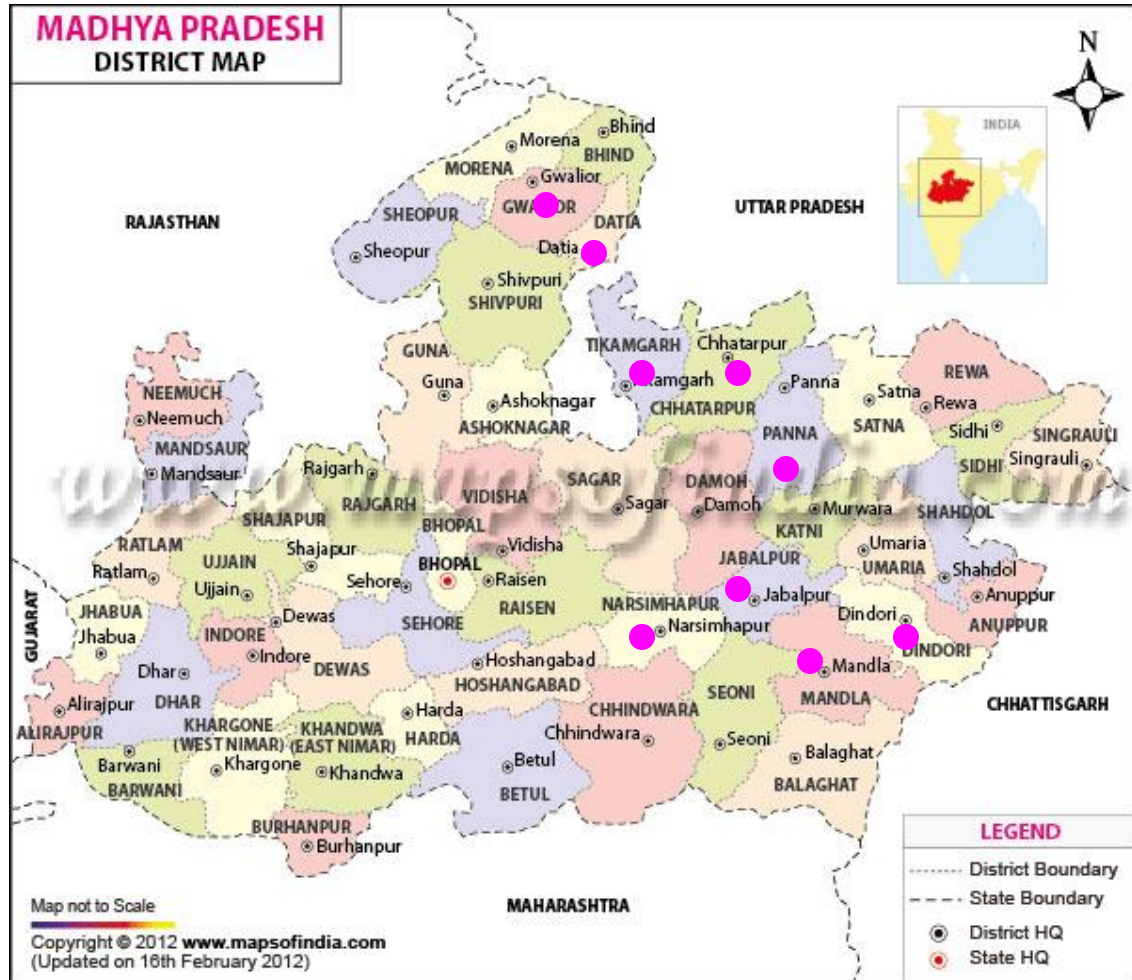 MADHYA PRADESH
DISTRICT MAP
N
INDIA
Bhind
Morena
BHIND
MORENA
Gwalior
UTTAR PRADESH
RAJASTHAN
SHEOPUR
DATIA
Sheopur
Datia
Shivpuri
SHIVPURI
TIKAMGARH
Chhatarpur
GUNA
REWA
Guna
Panna
Satna
NEEMUCH
Ashoknagar
CHHATARPUR
Rewa
Neemuch
ASHOKNAGAR
SATNA
Sidhi
SINGRAULI
MANDSAUR
PANNA
SIDHI
Singrauli
Mandsaur
Rajgarh
SAGAR
DAMOH
www.mapsofindia.com
VIDISHA
RAJGARH
Sagar
Damoh
Murwara
SHAHDOL
SHAJAPUR
BHOPAL
KATNI
RATLAM
UJJAIN
Shajapur
Vidisha
JABALPUR
Umaria
BHOPAL
UMARIA
Ratlam
Ujjain
Sehore
Raisen
Shahdol
GUJARAT
JHABUA
RAISEN
NARSIMHAPUR
Jabalpur
Anuppur
Dewas
SEHORE
Dindori
Jhabua
INDORE
Narsimhapur
ANUPPUR
Indore
DINDORI
Dhar
DEWAS
Hoshangabad
Mandla
HOSHANGABAD
SEONI
Alirajpur
DHAR
MANDLA
CHHATTISGARH
KHARGONE
(WEST NIMAR)
KHANDWA
(EAST NIMAR)
Harda
CHHINDWARA
ALIRAJPUR
HARDA
Chhindwara
Seoni
Barwani
Khargone
Khandwa
Betul
Balaghat
BARWANI
BETUL
BALAGHAT
BURHANPUR
Burhanpur
MAHARASHTRA
LEGEND
District Boundary
State Boundary
District HQ
State HQ
Map not to Scale
Copyright © 2012 www.mapsofindia.com
(Updated on 16th February 2012)